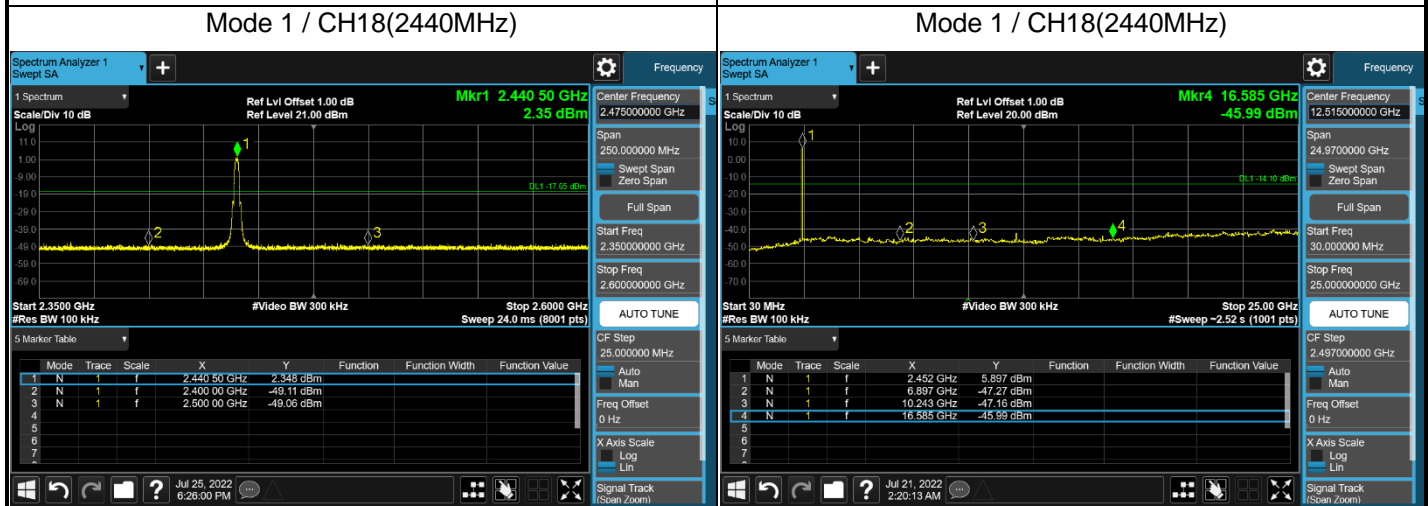 Mode 1 / CH18(2440MHz)
Spectrum Analyzer 1
Swept SA
+
Frequency
1 Spectrum
Scale/Div 10 dB
Ref Lvl Offset 1.00 dB
Ref Level 21.00 dBm
Mkr1 2.440 50 GHz
2.35 dBm
Log
11.0
1.00
-9.00
-19.0
-29.0
-39.0
-49.0
-59.0
-69.0
1
2
3
DL1 -17.65 dBm
Start 2.3500 GHz
#Res BW 100 kHz
#Video BW 300 kHz
Stop 2.6000 GHz
Sweep 24.0 ms (8001 pts)
5 Marker Table
Mode Trace Scale X Y Function Function Width Function Value
1 N 1 f 2.440 50 GHz 2.348 dBm
2 N 1 f 2.400 00 GHz -49.11 dBm
3 N 1 f 2.500 00 GHz -49.06 dBm
4
5
6
7
Center Frequency
2.475000000 GHz
Span
250.000000 MHz
Swept Span
Zero Span
Full Span
Start Freq
2.350000000 GHz
Stop Freq
2.600000000 GHz
AUTO TUNE
CF Step
25.000000 MHz
Auto
Man
Freq Offset
0 Hz
X Axis Scale
Log
Lin
Signal Track
(Span Zoom)
?
Jul 25, 2022
6:26:00 PM
Mode 1 / CH18(2440MHz)
Spectrum Analyzer 1
Swept SA
+
Frequency
1 Spectrum
Scale/Div 10 dB
Ref Lvl Offset 1.00 dB
Ref Level 20.00 dBm
Mkr4 16.585 GHz
-45.99 dBm
Log
10.0
0.00
-10.0
-20.0
-30.0
-40.0
-50.0
-60.0
-70.0
1
2
3
4
DL1 -14.10 dBm
Start 30 MHz
#Res BW 100 kHz
#Video BW 300 kHz
Stop 25.00 GHz
#Sweep ~2.52 s (1001 pts)
5 Marker Table
Mode Trace Scale X Y Function Function Width Function Value
1 N 1 f 2.452 GHz 5.897 dBm
2 N 1 f 6.897 GHz -47.27 dBm
3 N 1 f 10.243 GHz -47.16 dBm
4 N 1 f 16.585 GHz -45.99 dBm
5
6
7
Center Frequency
12.515000000 GHz
Span
24.9700000 GHz
Swept Span
Zero Span
Full Span
Start Freq
30.000000 MHz
Stop Freq
25.000000000 GHz
AUTO TUNE
CF Step
2.497000000 GHz
Auto
Man
Freq Offset
0 Hz
X Axis Scale
Log
Lin
Signal Track
(Span Zoom)
?
Jul 21, 2022
2:20:13 AM